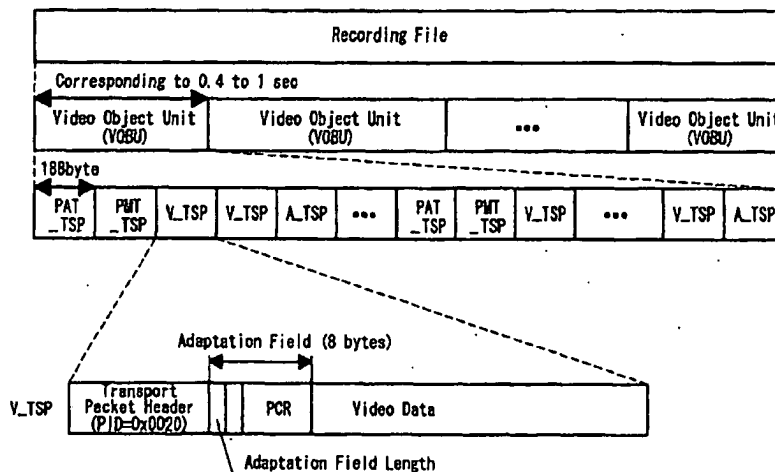 Recording File
Corresponding to 0.4 to 1 sec
Video Object Unit
(VOBU)
Video Object Unit
(VOBU)
•••
Video Object Unit
(VOBU)
188byte
PAT
_TSP
PMT
_TSP
V_TSP
V_TSP
A_TSP
•••
PAT
_TSP
PMT
_TSP
V_TSP
•••
V_TSP
A_TSP
Adaptation Field (8 bytes)
V_TSP
Transport
Packet Header
(PID=0x0020)
PCR
Video Data
Adaptation Field Length